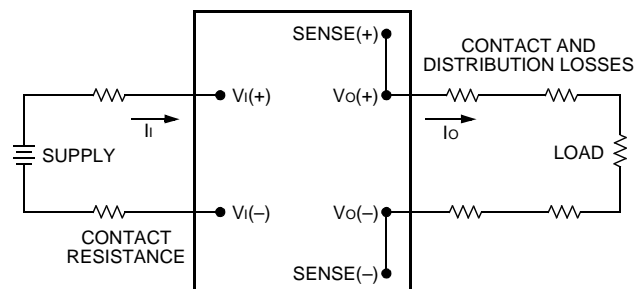 SENSE(+)
CONTACT AND
DISTRIBUTION LOSSES
VI(+)
VO(+)
II
IO
SUPPLY
LOAD
VI(–)
VO(–)
CONTACT
RESISTANCE
SENSE(–)